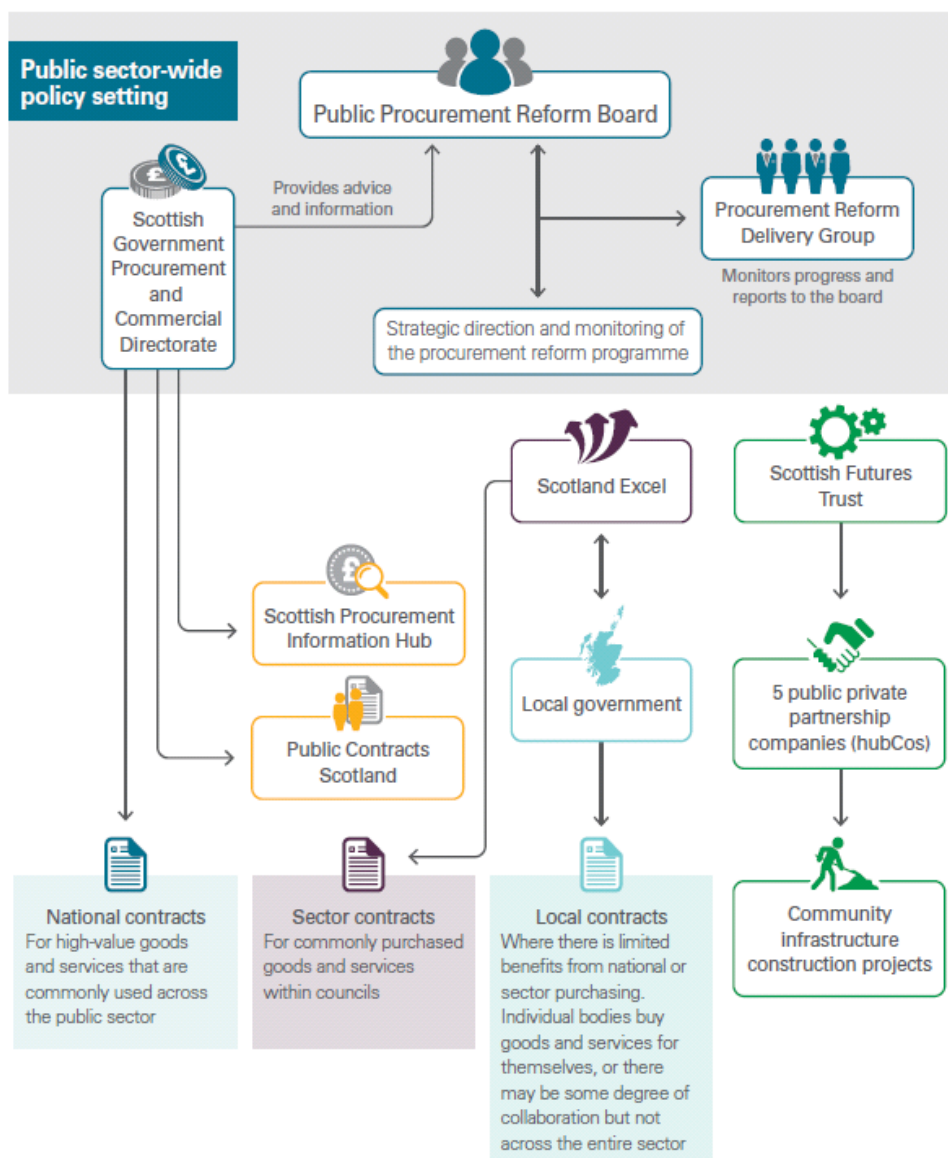 Public sector-wide
policy setting
Public Procurement Reform Board
Provides advice
and information
Scottish
Government
Procurement
and
Commercial
Directorate
Procurement Reform
Delivery Group
Monitors progress and
reports to the board
Strategic direction and monitoring of
the procurement reform programme
Scotland Excel
Scottish Futures
Trust
£
Scottish Procurement
Information Hub
Local government
5 public private
partnership
companies (hubCos)
Public Contracts
Scotland
National contracts
For high-value goods
and services that are
commonly used across
the public sector
Sector contracts
For commonly purchased
goods and services
within councils
Local contracts
Where there is limited
benefits from national or
sector purchasing.
Individual bodies buy
goods and services for
themselves, or there
may be some degree of
collaboration but not
across the entire sector
Community
infrastructure
construction projects